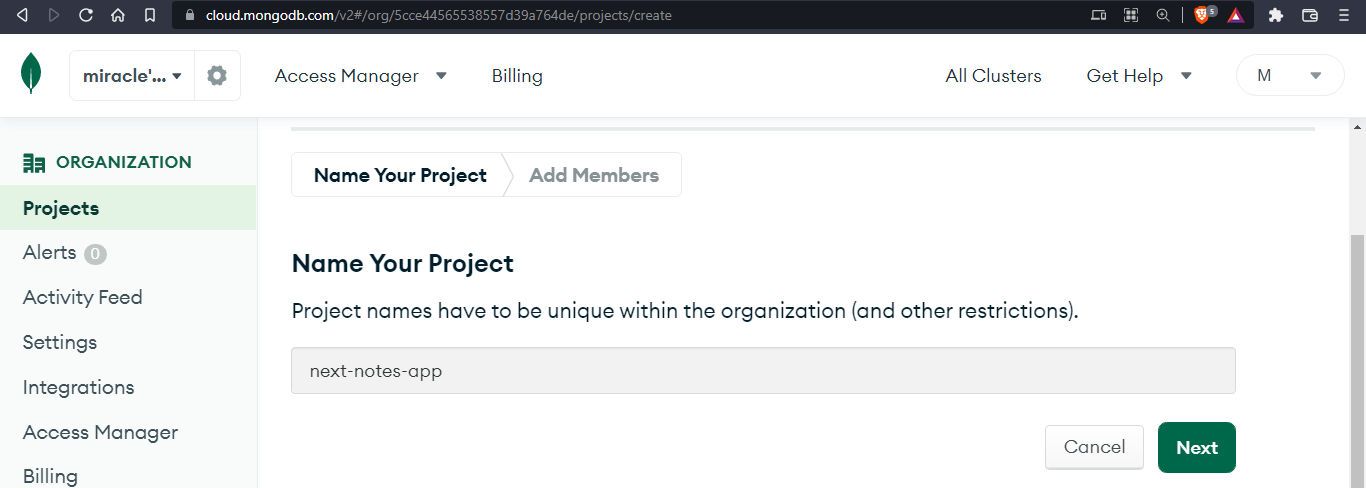 cloud.mongodb.com/v2#/org/5cce44565538557d39a764de/projects/create
5
miracle'...
Access Manager
Billing
All Clusters
Get Help
M
ORGANIZATION
Projects
Alerts 0
Activity Feed
Settings
Integrations
Access Manager
Billing
Name Your Project
Add Members
Name Your Project
Project names have to be unique within the organization (and other restrictions).
next-notes-app
Cancel
Next